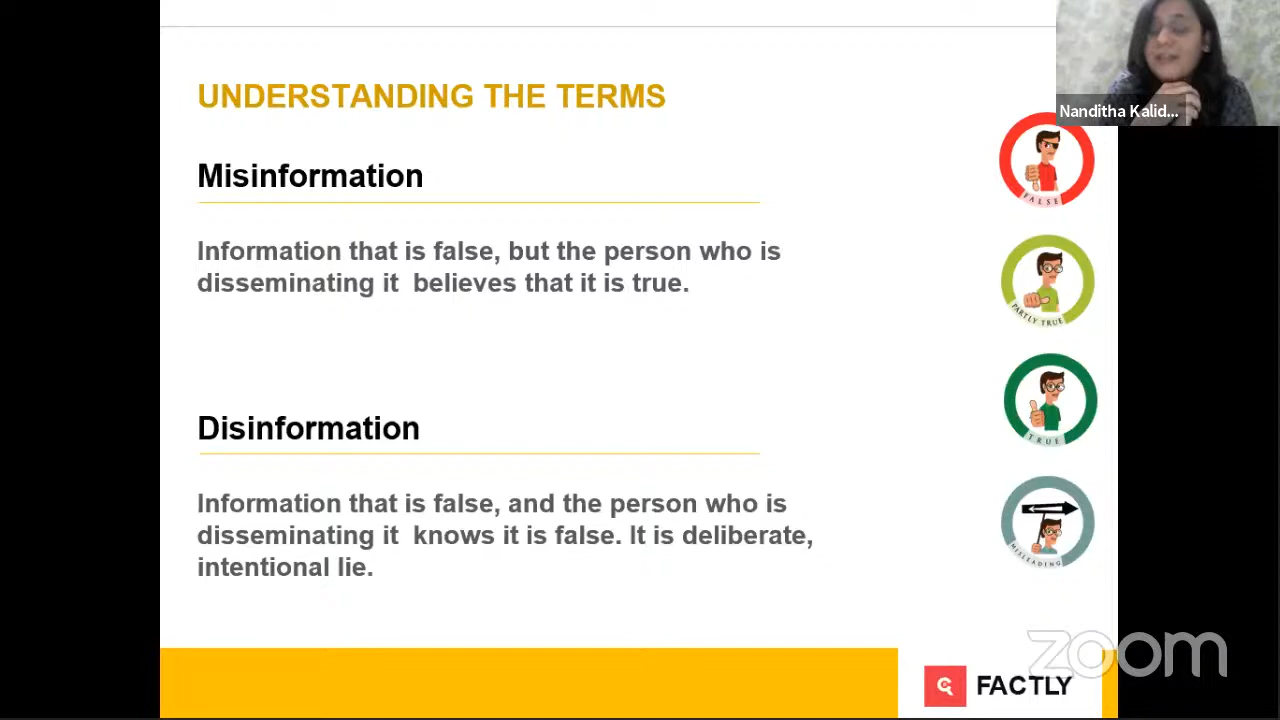 UNDERSTANDING THE TERMS
Nanditha Kalid...
Misinformation
FALSE
Information that is false, but the person who is
disseminating it believes that it is true.
PARTLY TRUE
TRUE
Disinformation
Information that is false, and the person who is
disseminating it knows it is false. It is deliberate,
intentional lie.
MISLEADING
zoom
FACTLY